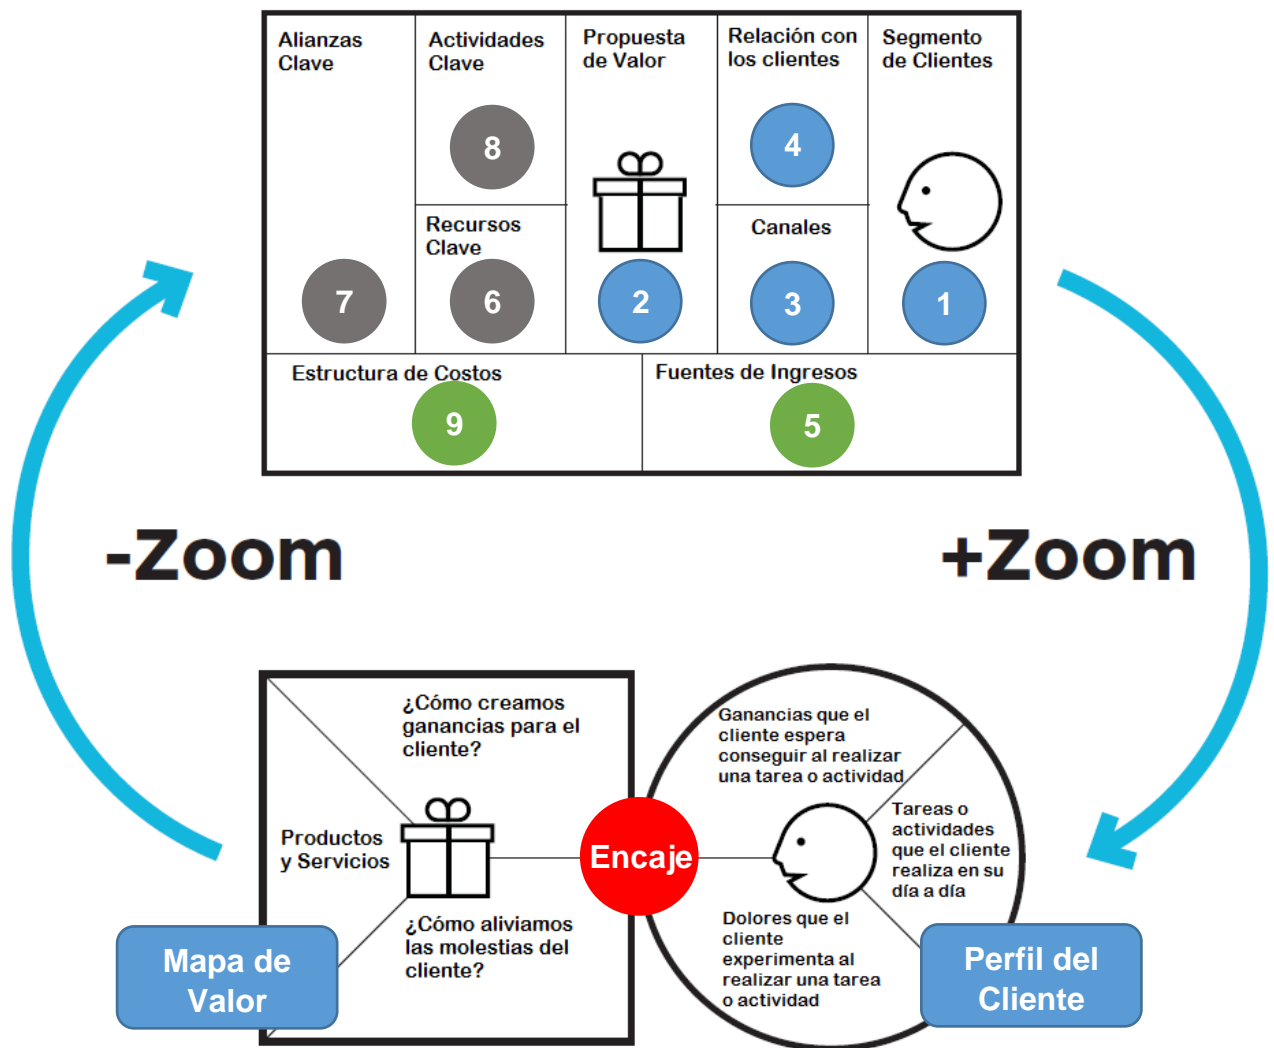 Alianzas
Clave
Actividades
Clave
Propuesta
de Valor
Relación con
los clientes
Segmento
de Clientes
8
4
Recursos
Clave
Canales
7
6
2
3
1
Estructura de Costos
Fuentes de Ingresos
9
5
-Zoom
+Zoom
¿Cómo creamos
ganancias para el
cliente?
Productos
y Servicios
¿Cómo aliviamos
las molestias del
cliente?
Mapa de
Valor
Encaje
Ganancias que el
cliente espera
conseguir al realizar
una tarea o actividad
Tareas o
actividades
que el cliente
realiza en su
día a día
Dolores que el
cliente
experimenta al
realizar una tarea
o actividad
Perfil del
Cliente